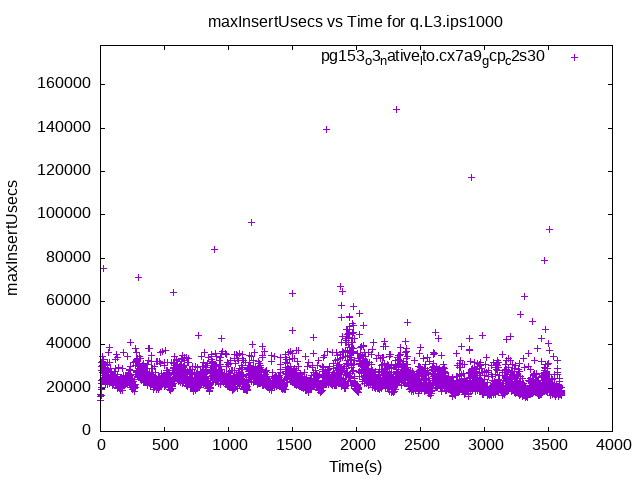 maxInsertUsecs vs Time for q.L3.ips1000
pg153o3native_lto.cx7a9gcpc2s30
160000
140000
120000
100000
80000
60000
40000
20000
0
maxInsertUsecs
0 500 1000 1500 2000 2500 3000 3500 4000
Time(s)